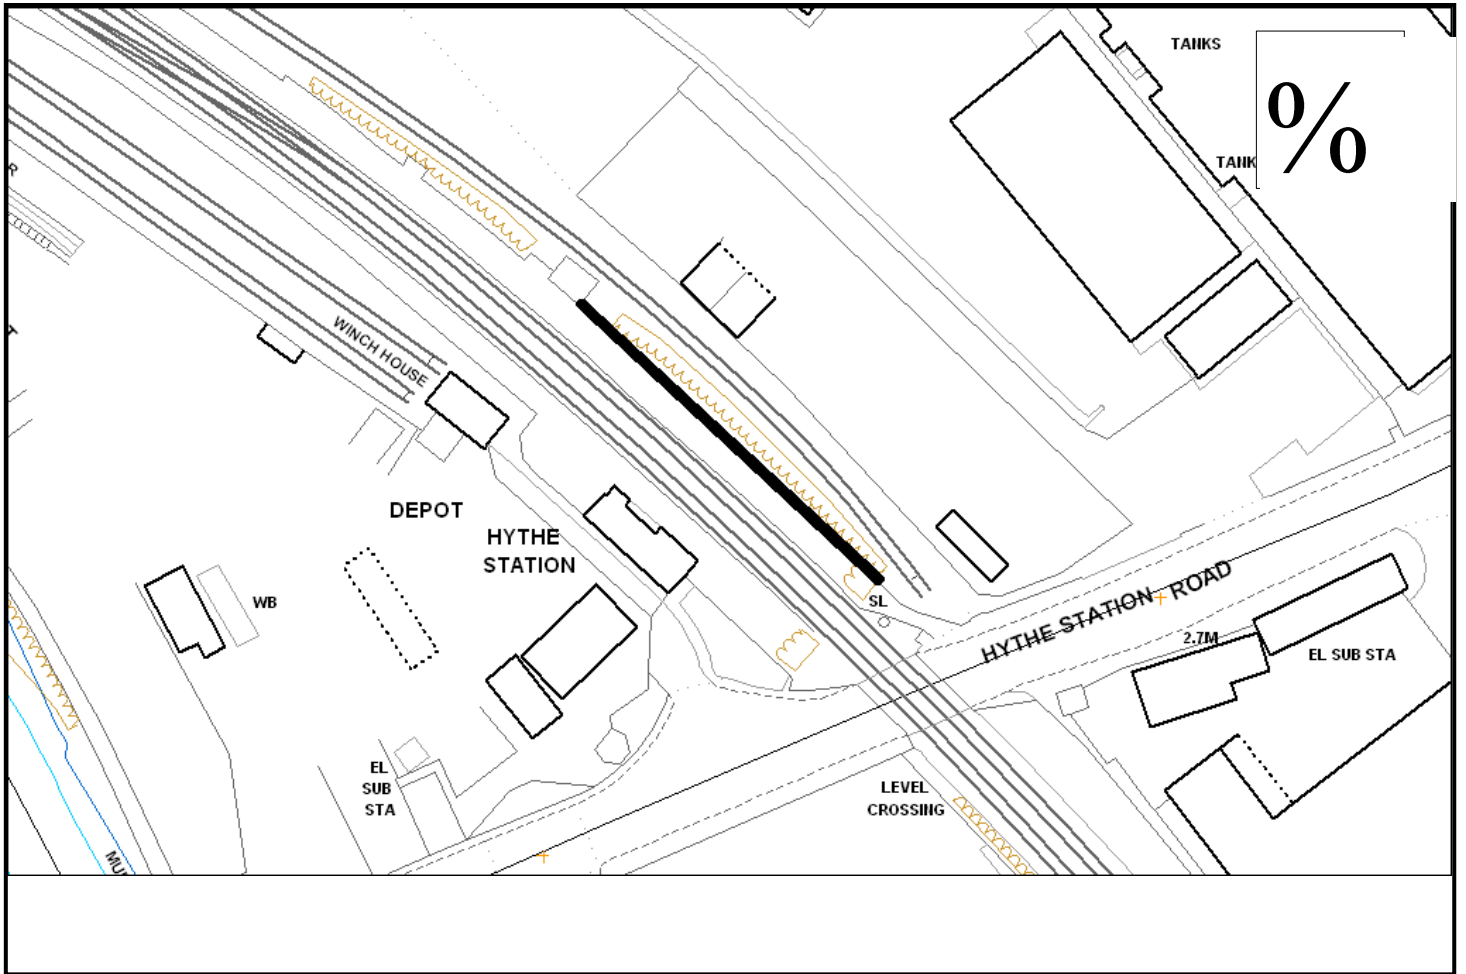 TANKS
%
TANK
R
WINCH HOUSE
DEPOT
HYTHE
STATION
WB
SL
HYTHE STATION ROAD
2.7M
EL SUB STA
EL
SUB
STA
LEVEL
CROSSING